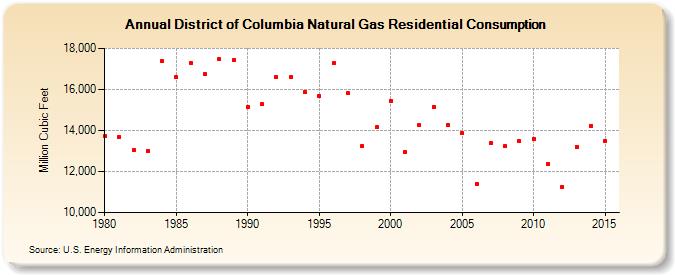 Annual District of Columbia Natural Gas Residential Consumption
Million Cubic Feet
18,000
16,000
14,000
12,000
10,000
1980 1985 1990 1995 2000 2005 2010 2015
Source: U.S. Energy Information Administration